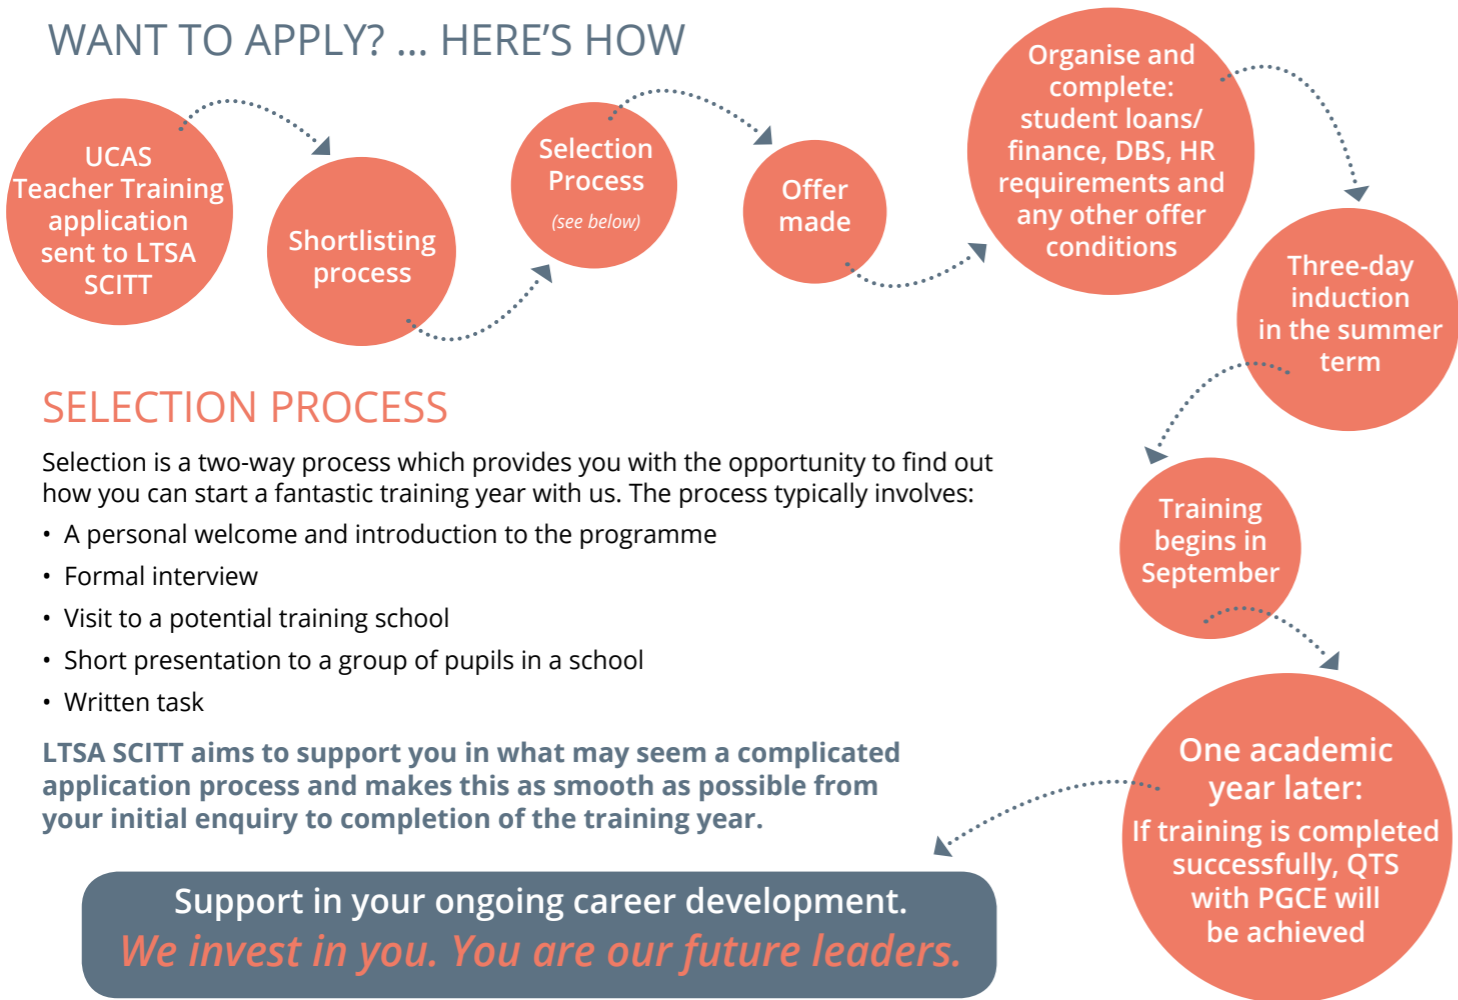 WANT TO APPLY? ... HERE'S HOW
UCAS
Teacher Training
application
sent to LTSA
SCITT
Shortlisting
process
Selection
Process
(see below)
Offer
made
Organise and
complete:
student loans/
finance, DBS, HR
requirements and
any other offer
conditions
Three-day
induction
in the summer
term
Training
begins in
September
One academic
year later:
If training is completed
successfully, QTS
with PGCE will
be achieved
SELECTION PROCESS
Selection is a two-way process which provides you with the opportunity to find out
how you can start a fantastic training year with us. The process typically involves:
• A personal welcome and introduction to the programme
• Formal interview
• Visit to a potential training school
• Short presentation to a group of pupils in a school
• Written task
LTSA SCITT aims to support you in what may seem a complicated
application process and makes this as smooth as possible from
your initial enquiry to completion of the training year.
Support in your ongoing career development.
We invest in you. You are our future leaders.